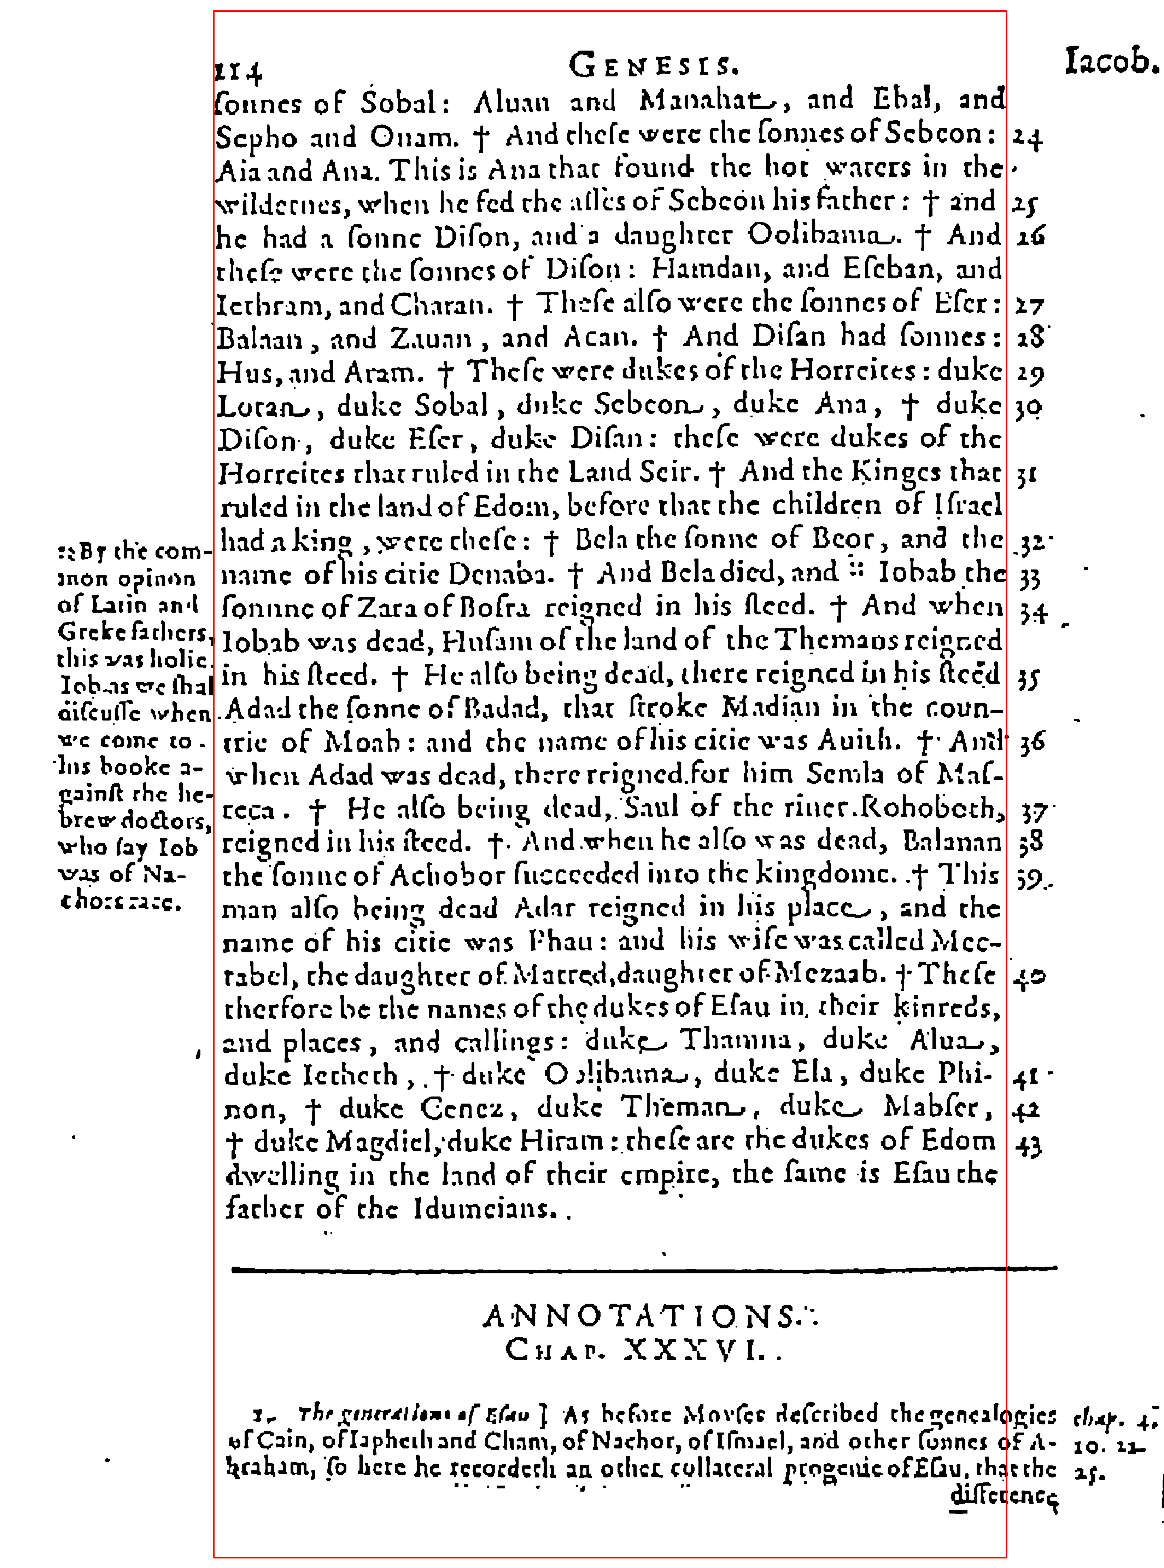 114 GENESIS. Iacob.
ſonnes of Sobal: Aluan and Manahat, and Ebal, and
Sepho and Onam. † And theſe were the ſonnes of Sebeon: 24
Aia and Ana. This is Ana that found the hot waters in the
wildernes, when he fed the aſſes of Sebeon his father: † and 25
he had a ſonne Diſon, and a daughter Oolibama. † And 26
theſe were the ſonnes of Diſon: Hamdan, and Eſeban, and
Iethram, and Charan. † Theſe alſo were the ſonnes of Eſer: 27
Balaan, and Zauan, and Acan. † And Diſan had ſonnes: 28
Hus, and Aram. † Theſe were dukes of the Horreites: duke 29
Lotan, duke Sobal, duke Sebeon, duke Ana, † duke 30
Diſon, duke Eſer, duke Diſan: theſe were dukes of the
Horreites that ruled in the Land Seir. † And the Kinges that 31
ruled in the land of Edom, before that the children of Iſrael
had a king, were theſe: † Bela the ſonne of Beor, and the 32
name of his citie Denaba. † And Bela died, and :: Iobab the 33
ſonnne of Zara of Boſra reigned in his ſteed. † And when 34
Iobab was dead, Huſam of the land of the Themans reigned
in his ſteed. † He alſo being dead, there reigned in his ſteed 35
Adad the ſonne of Badad, that ſtroke Madian in the coun-
trie of Moab: and the name of his citie was Auith. † And 36
when Adad was dead, there reigned for him Semla of Maſ-
reca. † He alſo being dead, Saul of the riuer Rohoboth, 37
reigned in his ſteed. † And when he alſo was dead, Balanan 38
the ſonne of Achobor ſucceeded into the kingdome. † This 39
man alſo being dead Adar reigned in his place, and the
name of his citie was Phau: and his wife was called Mee-
tabel, the daughter of Matred, daughter of Mezaab. † Theſe 40
therfore be the names of the dukes of Eſau in their kinreds,
and places, and callings: duke Thamna, duke Alua,
duke Ietheth, † duke Oolibama, duke Ela, duke Phi- 41
non, † duke Cenez, duke Theman, duke Mabſer, 42
† duke Magdiel, duke Hiram: theſe are the dukes of Edom 43
dwelling in the land of their empire, the ſame is Eſau the
father of the Idumeians.
:: By the com-
mon opinon
of Latin and
Greke fathers,
this was holie
Iob as we ſhal
diſcuſſe when
we come to
his booke a-
gainſt the he-
brew doctors,
who ſay Iob
was of Na-
chors race.
ANNOTATIONS.
CHAP. XXXVI.
1. The generations of Eſau] As before Moyſes deſcribed the genealogies chap. 4.
of Cain, of Iapheth and Cham, of Nachor, of Iſmael, and other ſonnes of A- 10. 22.
braham, ſo here he recordeth an other collateral progenie of Eſau, that the 25.
difference